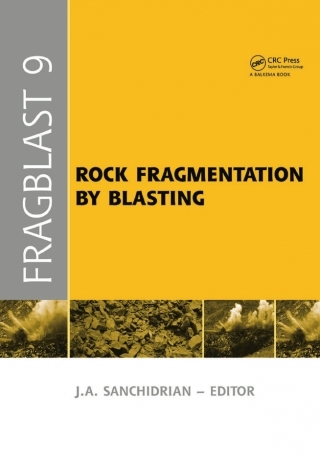 FRAGBLAST 9
CRC Press
Taylor & Francis Group
A BALKEMA BOOK
ROCK FRAGMENTATION
BY BLASTING
J.A. SANCHIDRIAN – EDITOR